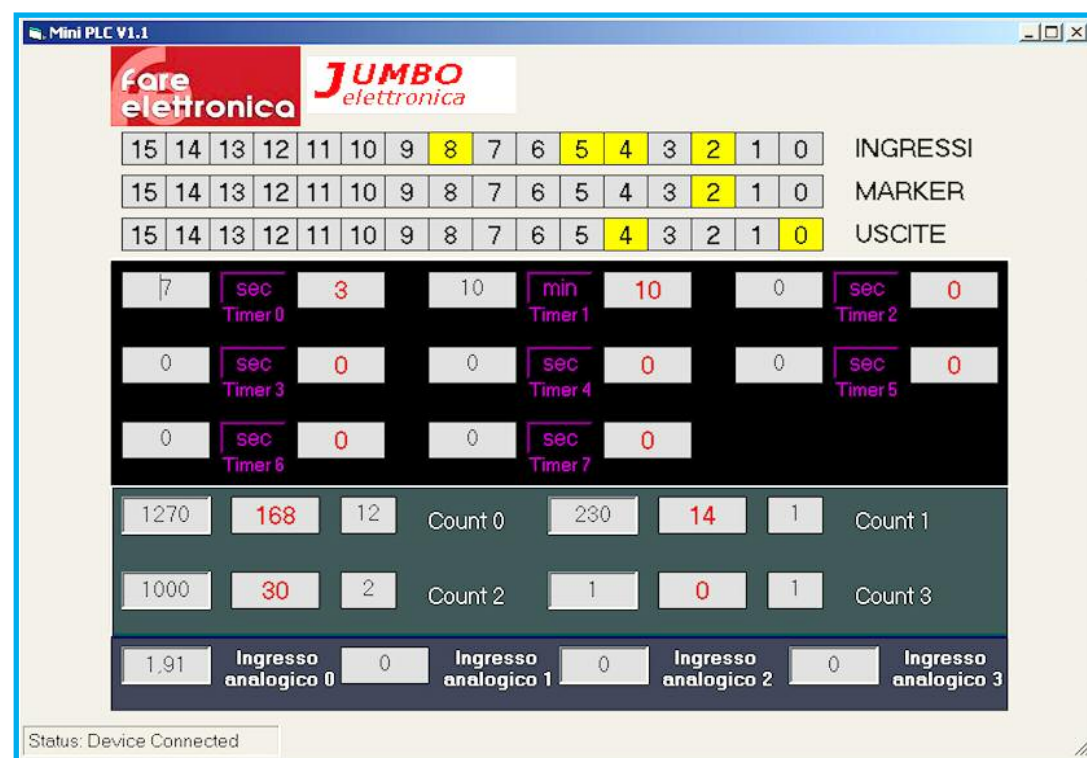 Mini PLC V1.1
fare
elettronica
JUMBO
elettronica
15 14 13 12 11 10 9 8 7 6 5 4 3 2 1 0 INGRESSI
15 14 13 12 11 10 9 8 7 6 5 4 3 2 1 0 MARKER
15 14 13 12 11 10 9 8 7 6 5 4 3 2 1 0 USCITE
7 sec 3 10 min 10 0 sec 0
Timer 0 Timer 1 Timer 2
0 sec 0 0 sec 0 0 sec 0
Timer 3 Timer 4 Timer 5
0 sec 0 0 sec 0
Timer 6 Timer 7
1270 168 12 Count 0 230 14 1 Count 1
1000 30 2 Count 2 1 0 1 Count 3
1,91 Ingresso analogico 0 0 Ingresso analogico 1 0 Ingresso analogico 2 0 Ingresso analogico 3
Status: Device Connected